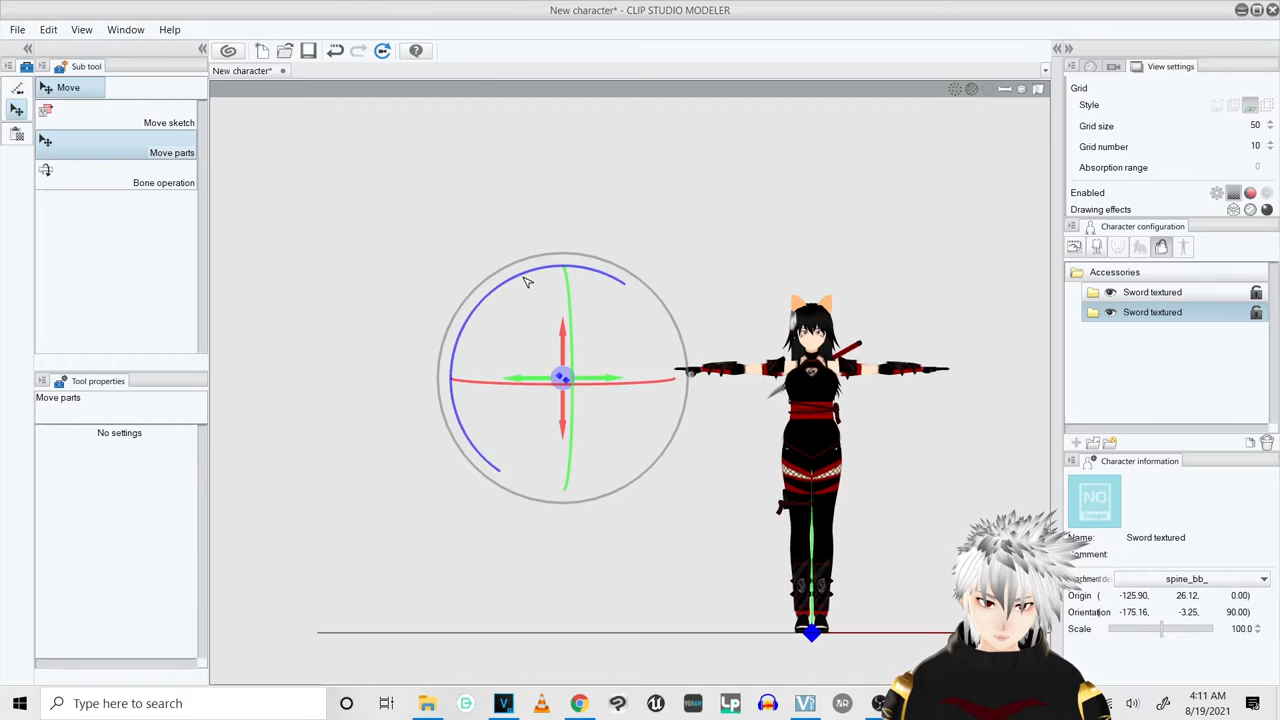 New character* - CLIP STUDIO MODELER
File Edit View Window Help
Sub tool
Move
Move sketch
Move parts
Bone operation
Tool properties
Move parts
No settings
New character*
View settings
Grid
Style
Grid size 50
Grid number 10
Absorption range 0
Enabled
Drawing effects
Character configuration
Accessories
Sword textured
Sword textured
Character information
NO
Name: Sword textured
Comment:
spine_bb_
Origin ( -125.90, 26.12, 0.00)
Orientation -175.16, -3.25, 90.00)
Scale 100.0
Type here to search
4:11 AM
8/19/2021